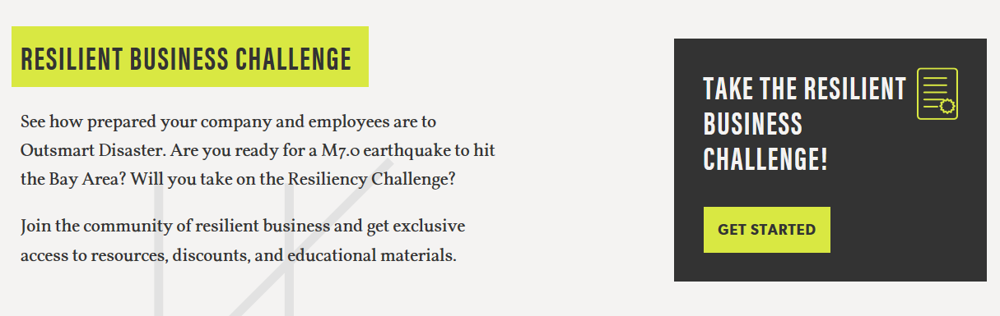 RESILIENT BUSINESS CHALLENGE
See how prepared your company and employees are to
Outsmart Disaster. Are you ready for a M7.0 earthquake to hit
the Bay Area? Will you take on the Resiliency Challenge?
Join the community of resilient business and get exclusive
access to resources, discounts, and educational materials.
TAKE THE RESILIENT
BUSINESS
CHALLENGE!
GET STARTED